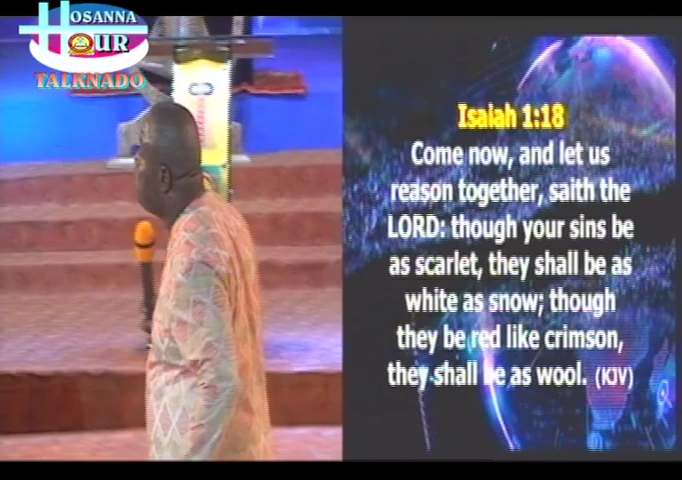 HOSANNA
HOUR
TALKNADO
Isaiah 1:18
Come now, and let us
reason together, saith the
LORD: though your sins be
as scarlet, they shall be as
white as snow; though
they be red like crimson,
they shall be as wool. (KJV)